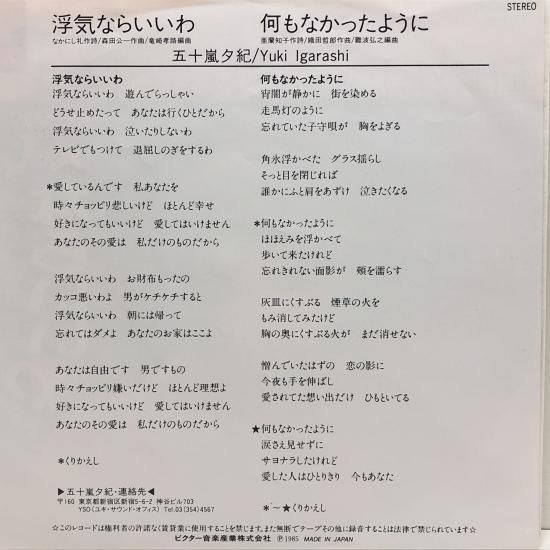 STEREO
浮気ならいいわ
なかにし礼作詩/森田公一作曲/竜崎孝路編曲
何もなかったように
亜蘭知子作詩/織田哲郎作曲/難波弘之編曲
五十嵐夕紀/Yuki Igarashi
浮気ならいいわ
浮気ならいいわ 遊んでらっしゃい
どうせ止めたって あなたは行くひとだから
浮気ならいいわ 泣いたりしないわ
テレビでもつけて 退屈しのぎをするわ
*愛しているんです 私あなたを
時々チョッピリ悲しいけど ほとんど幸せ
好きになってもいいけど 愛してはいけません
あなたのその愛は 私だけのものだから
浮気ならいいわ お財布もったの
カッコ悪いわよ 男がケチケチすると
浮気ならいいわ 朝には帰って
忘れてはダメよ あなたのお家はここよ
あなたは自由です 男ですもの
時々チョッピリ嫌いだけど ほとんど理想よ
好きになってもいいけど 愛してはいけません
あなたのその愛は 私だけのものだから
*くりかえし
▶五十嵐夕紀・連絡先◀
〒160 東京都新宿区新宿5-6-2 神谷ビル703
YSO(ユキ・サウンド・オフィス) Tel.03(354)4567
何もなかったように
宵闇が静かに 街を染める
走馬灯のように
忘れていた子守唄が 胸をよぎる
角氷浮かべた グラス揺らし
そっと目を閉じれば
誰かにふと肩をあずけ 泣きたくなる
*何もなかったように
ほほえみを浮かべて
歩いて来たけれど
忘れきれない面影が 頬を濡らす
灰皿にくすぶる 煙草の火を
もみ消してみたけど
胸の奥にくすぶる火が まだ消せない
憎んでいたはずの 恋の影に
今夜も手を伸ばし
愛されてた想い出だけ ひもといてる
★何もなかったように
涙さえ見せずに
サヨナラしたけれど
愛した人はひとりきり 今もあなた
*~★くりかえし
☆このレコードは権利者の許諾なく賃貸業に使用することを禁じます。また無断でテープその他に録音することは法律で禁じられています☆
ビクター音楽産業株式会社 Ⓟ1985 MADE IN JAPAN